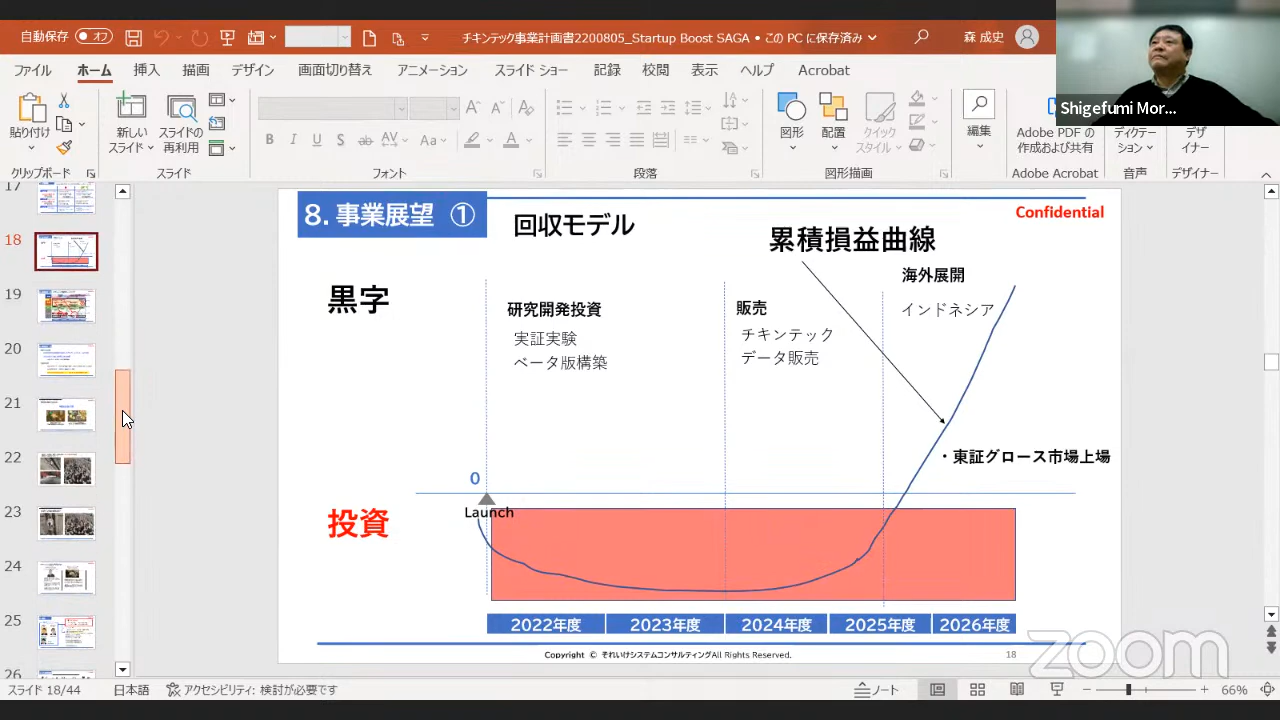 自動保存 オフ
チキンテック事業計画書2200805_Startup Boost SAGA • この PC に保存済み
森 成史
Shigefumi Mor...
ファイル ホーム 挿入 描画 デザイン 画面切り替え アニメーション スライド ショー 記録 校閲 表示 ヘルプ Acrobat
貼り付け
新しい
スライド
スライドの
再利用
B I U S ab AV Aa A
図形 配置 クイック
スタイル
編集
Adobe PDF の
作成および共有
ディクテー
ション
デザ
イナー
クリップボード スライド フォント 段落 図形描画 Adobe Acrobat 音声 デザイナー
17
18
19
20
21
22
23
24
25
26
8. 事業展望 ①
回収モデル
Confidential
累積損益曲線
黒字
研究開発投資
実証実験
ベータ版構築
販売
チキンテック
データ販売
海外展開
インドネシア
・東証グロース市場上場
0
Launch
投資
2022年度 2023年度 2024年度 2025年度 2026年度
Copyright © それいけシステムコンサルティングAll Rights Reserved.
18
zoom
スライド 18/44 日本語 アクセシビリティ: 検討が必要です
ノート
66%